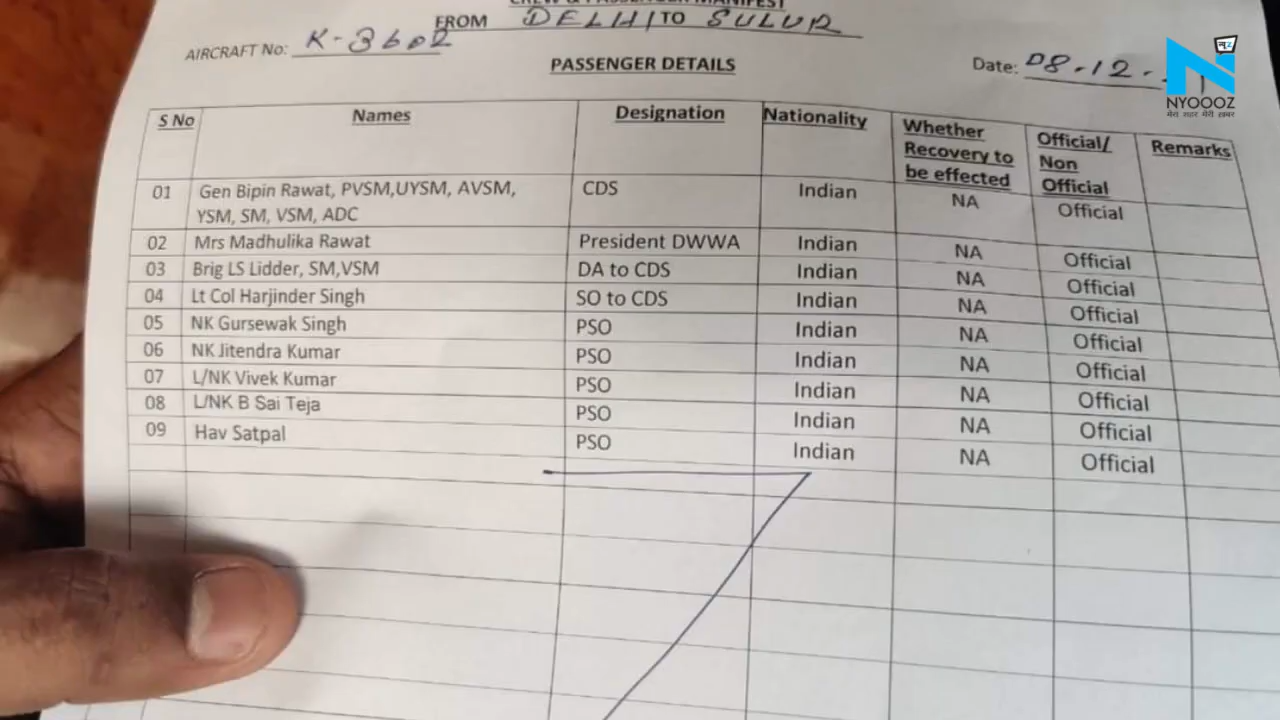 CREW & PASSENGER MANIFEST
FROM DELHI TO SULUR
AIRCRAFT No: K-3602
Date: 08.12.
PASSENGER DETAILS
NYOOOZ
मेरा शहर मेरी ख़बर
S No Names Designation Nationality Whether Recovery to be effected Official/ Non Official Remarks
01 Gen Bipin Rawat, PVSM,UYSM, AVSM, CDS Indian NA Official
YSM, SM, VSM, ADC
02 Mrs Madhulika Rawat President DWWA Indian NA Official
03 Brig LS Lidder, SM,VSM DA to CDS Indian NA Official
04 Lt Col Harjinder Singh SO to CDS Indian NA Official
05 NK Gursewak Singh PSO Indian NA Official
06 NK Jitendra Kumar PSO Indian NA Official
07 L/NK Vivek Kumar PSO Indian NA Official
08 L/NK B Sai Teja PSO Indian NA Official
09 Hav Satpal PSO Indian NA Official